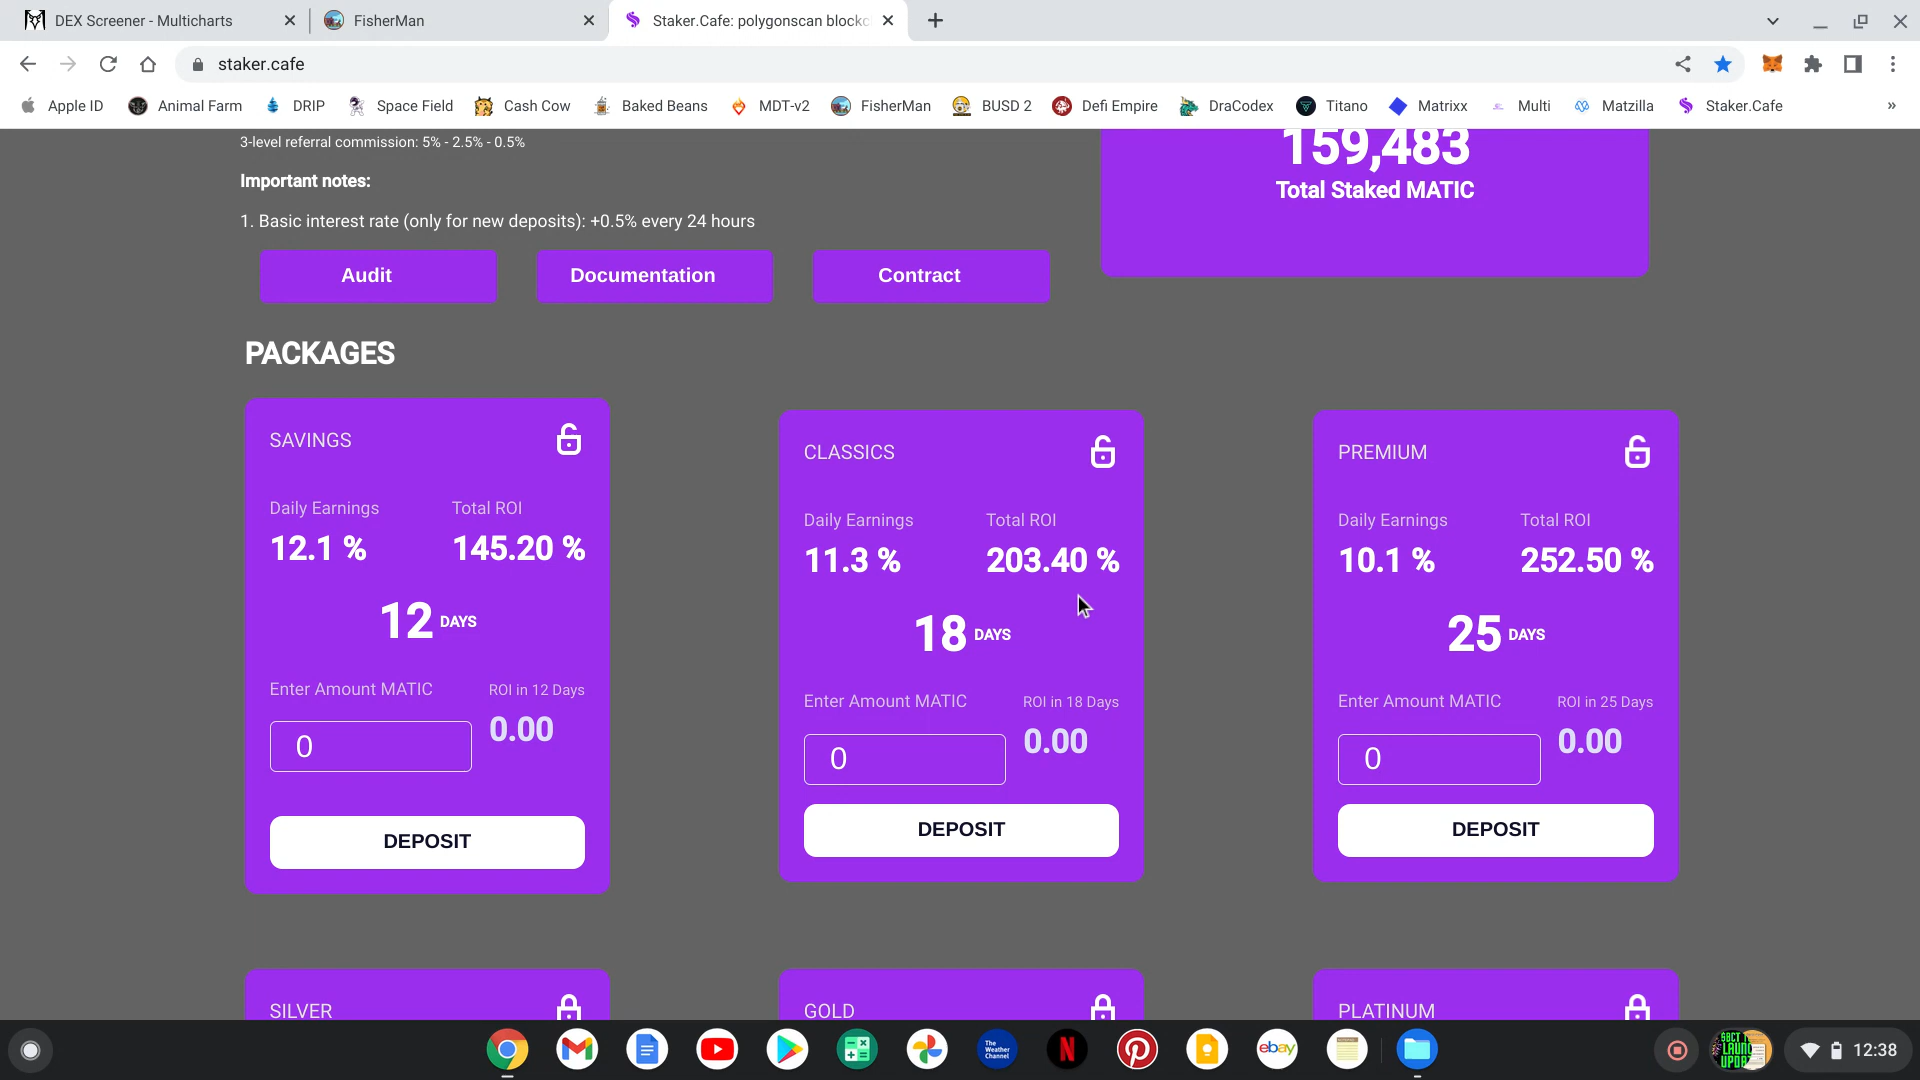 DEX Screener - Multicharts
FisherMan
Staker.Cafe: polygonscan blockc
staker.cafe
Apple ID
Animal Farm
DRIP
Space Field
Cash Cow
Baked Beans
MDT-v2
FisherMan
BUSD 2
Defi Empire
DraCodex
Titano
Matrixx
Multi
Matzilla
Staker.Cafe
»
3-level referral commission: 5% - 2.5% - 0.5%
Important notes:
1. Basic interest rate (only for new deposits): +0.5% every 24 hours
159,483
Total Staked MATIC
Audit
Documentation
Contract
PACKAGES
SAVINGS
Daily Earnings
Total ROI
12.1 %
145.20 %
12 DAYS
Enter Amount MATIC
ROI in 12 Days
0
0.00
DEPOSIT
CLASSICS
Daily Earnings
Total ROI
11.3 %
203.40 %
18 DAYS
Enter Amount MATIC
ROI in 18 Days
0
0.00
DEPOSIT
PREMIUM
Daily Earnings
Total ROI
10.1 %
252.50 %
25 DAYS
Enter Amount MATIC
ROI in 25 Days
0
0.00
DEPOSIT
SILVER
GOLD
PLATINUM
The
Weather
Channel
N
ebay
$BCT
LAUNC
UPDA
12:38